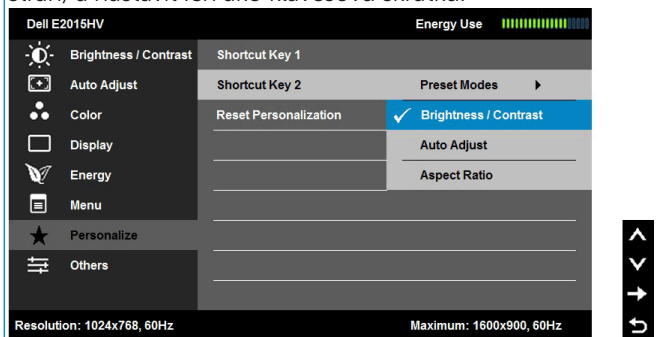 Dell E2015HV Energy Use
Brightness / Contrast Shortcut Key 1
Auto Adjust Shortcut Key 2 Preset Modes
Color Reset Personalization Brightness / Contrast
Display Auto Adjust
Energy Aspect Ratio
Menu
Personalize
Others
Resolution: 1024x768, 60Hz Maximum: 1600x900, 60Hz